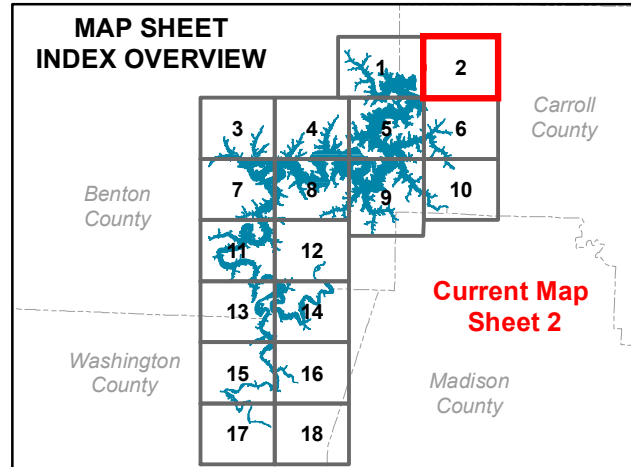 MAP SHEET
INDEX OVERVIEW
1
2
Carroll
County
3
4
5
6
Benton
County
7
8
9
10
11
12
Current Map
Sheet 2
13
14
Washington
County
15
16
Madison
County
17
18